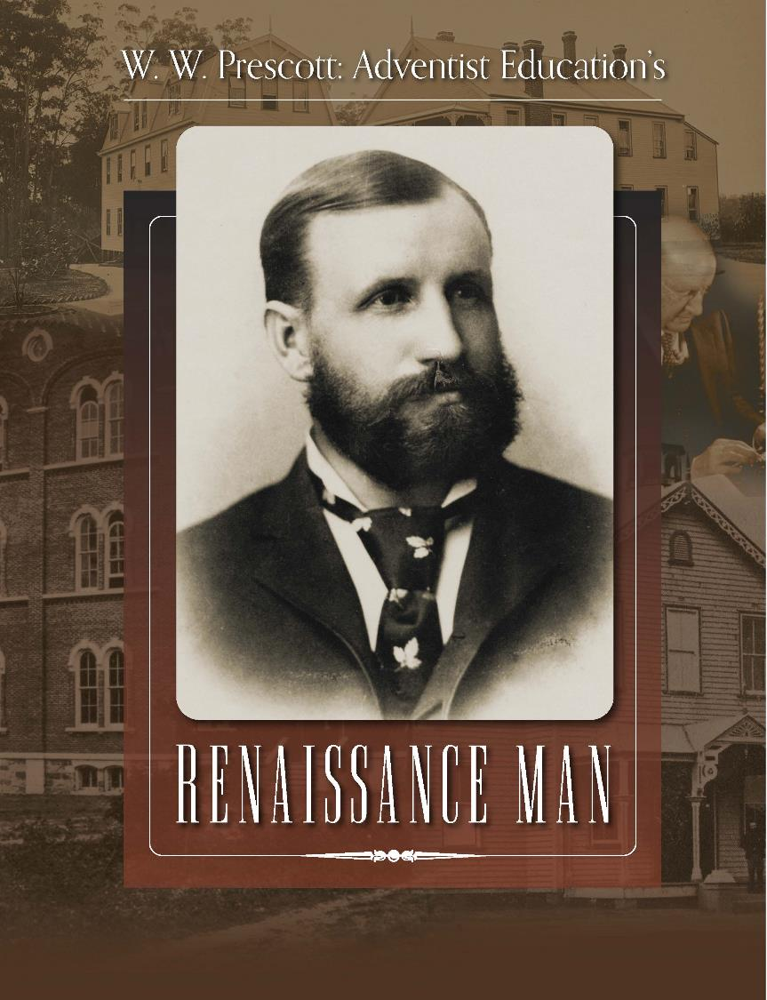 W. W. Prescott: Adventist Education's
RENAISSANCE MAN